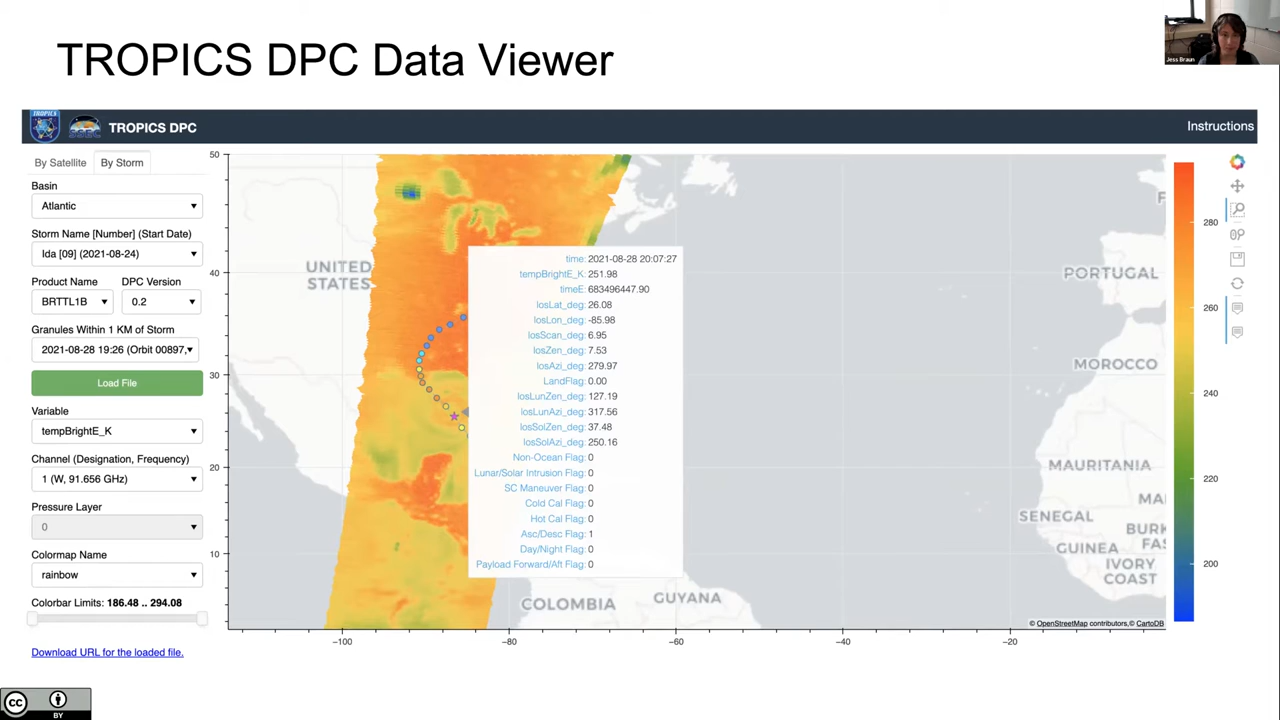 TROPICS DPC Data Viewer
Jess Braun
TROPICS
TROPICS DPC
Instructions
By Satellite
By Storm
Basin
Atlantic
Storm Name [Number] (Start Date)
Ida [09] (2021-08-24)
Product Name
DPC Version
BRTTL1B
0.2
Granules Within 1 KM of Storm
2021-08-28 19:26 (Orbit 00897,
Load File
Variable
tempBrightE_K
Channel (Designation, Frequency)
1 (W, 91.656 GHz)
Pressure Layer
0
Colormap Name
rainbow
Colorbar Limits: 186.48 .. 294.08
Download URL for the loaded file.
50
40
30
20
10
−100
−80
−60
−40
−20
UNITED
STATES
time: 2021-08-28 20:07:27
tempBrightE_K: 251.98
timeE: 683496447.90
losLat_deg: 26.08
losLon_deg: -85.98
losScan_deg: 6.95
losZen_deg: 7.53
losAzi_deg: 279.97
LandFlag: 0.00
losLunZen_deg: 127.19
losLunAzi_deg: 317.56
losSolZen_deg: 37.48
losSolAzi_deg: 250.16
Non-Ocean Flag: 0
Lunar/Solar Intrusion Flag: 0
SC Maneuver Flag: 0
Cold Cal Flag: 0
Hot Cal Flag: 0
Asc/Desc Flag: 1
Day/Night Flag: 0
Payload Forward/Aft Flag: 0
COLOMBIA
GUYANA
PORTUGAL
MOROCCO
MAURITANIA
MA
SENEGAL
BURK
FAS
GUINEA
IVORY
COAST
© OpenStreetMap contributors,© CartoDB
280
260
240
220
200
cc
BY